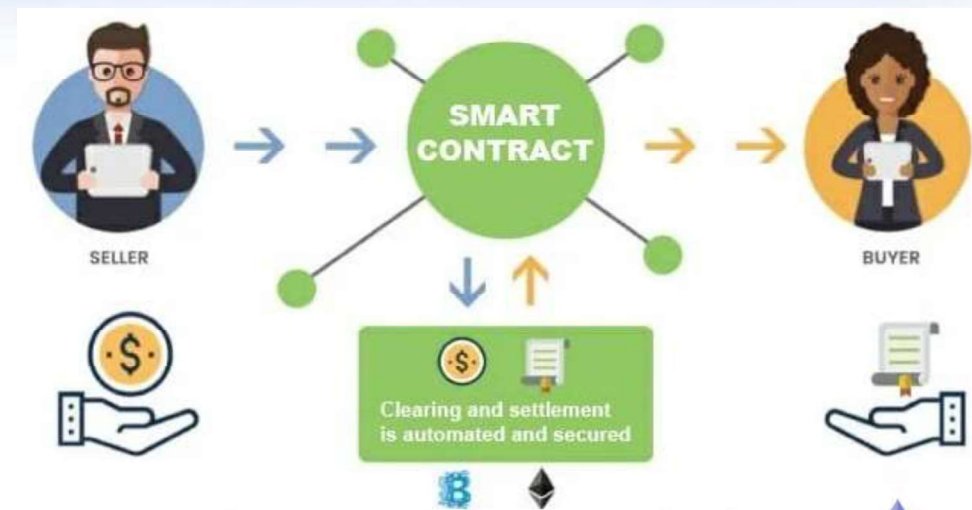 SMART
CONTRACT
SELLER
BUYER
Clearing and settlement
is automated and secured